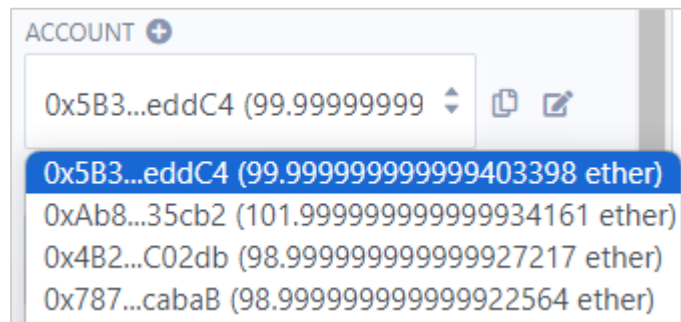 ACCOUNT
0x5B3...eddC4 (99.99999999
0x5B3...eddC4 (99.999999999999403398 ether)
0xAb8...35cb2 (101.999999999999934161 ether)
0x4B2...C02db (98.999999999999927217 ether)
0x787...cabaB (98.999999999999922564 ether)